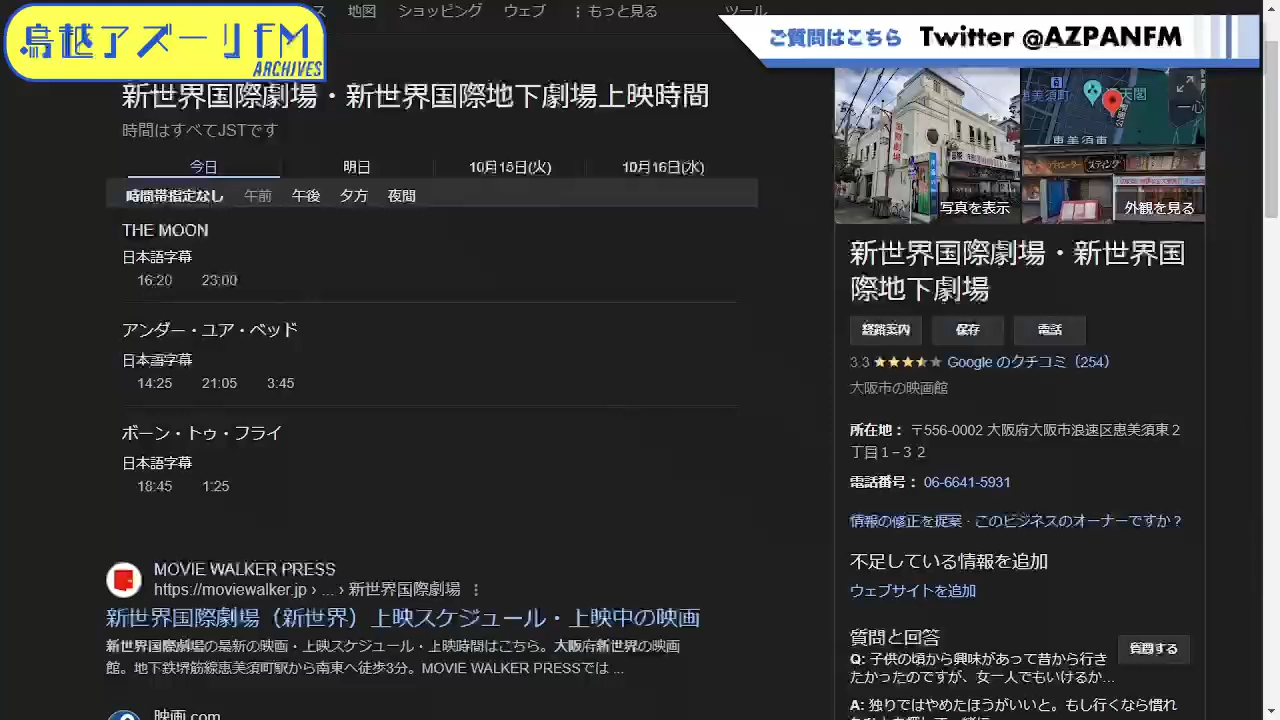 ス 地図 ショッピング ウェブ ︙ もっと見る ツール
鳥越アズーリFM
ARCHIVES
ご質問はこちら Twitter @AZPANFM
新世界国際劇場・新世界国際地下劇場上映時間
時間はすべてJSTです
今日 明日 10月15日(火) 10月16日(水)
時間帯指定なし 午前 午後 夕方 夜間
THE MOON
日本語字幕
16:20 23:00
アンダー・ユア・ベッド
日本語字幕
14:25 21:05 3:45
ボーン・トゥ・フライ
日本語字幕
18:45 1:25
MOVIE WALKER PRESS
https://moviewalker.jp › ... › 新世界国際劇場
新世界国際劇場（新世界）上映スケジュール・上映中の映画
新世界国際劇場の最新の映画・上映スケジュール・上映時間はこちら。大阪府新世界の映画
館。地下鉄堺筋線恵美須町駅から南東へ徒歩3分。MOVIE WALKER PRESSでは ...
映画.com
恵美須町
天閣
一心
恵美須東
国際劇場
写真を表示
外観を見る
新世界国際劇場・新世界国
際地下劇場
経路案内 保存 電話
3.3 ★★★★★ Google のクチコミ（254）
大阪市の映画館
所在地： 〒556-0002 大阪府大阪市浪速区恵美須東２
丁目１−３２
電話番号： 06-6641-5931
情報の修正を提案 · このビジネスのオーナーですか？
不足している情報を追加
ウェブサイトを追加
質問と回答
質問する
Q: 子供の頃から興味があって昔から行き
たかったのですが、女一人でもいけるか...
A: 独りではやめたほうがいいと。もし行くなら慣れ